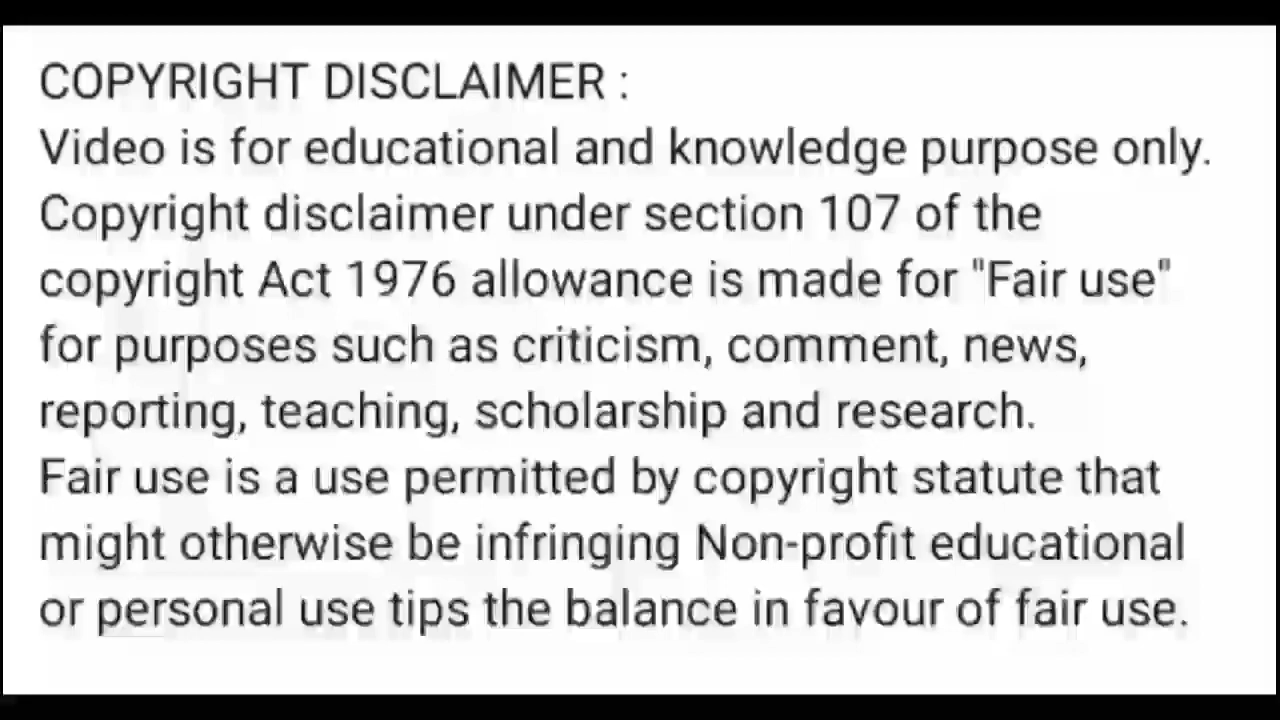 COPYRIGHT DISCLAIMER :
Video is for educational and knowledge purpose only.
Copyright disclaimer under section 107 of the
copyright Act 1976 allowance is made for "Fair use"
for purposes such as criticism, comment, news,
reporting, teaching, scholarship and research.
Fair use is a use permitted by copyright statute that
might otherwise be infringing Non-profit educational
or personal use tips the balance in favour of fair use.